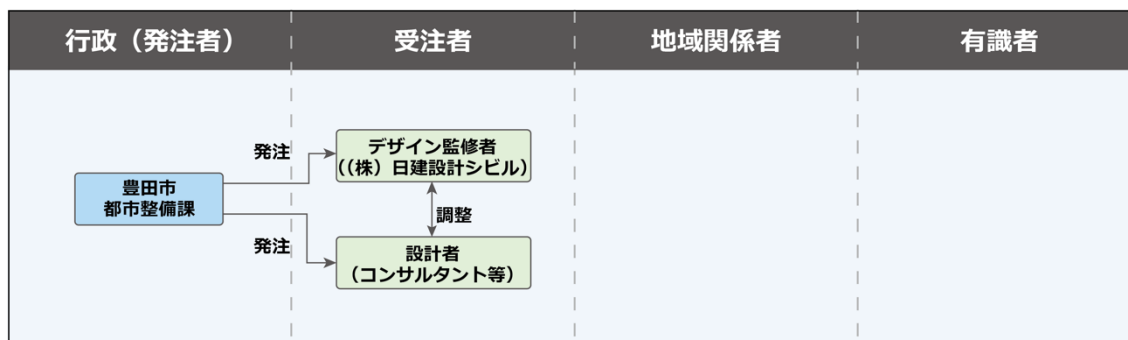 行政（発注者）
受注者
地域関係者
有識者
発注
デザイン監修者
（（株）日建設計シビル）
豊田市
都市整備課
調整
発注
設計者
（コンサルタント等）